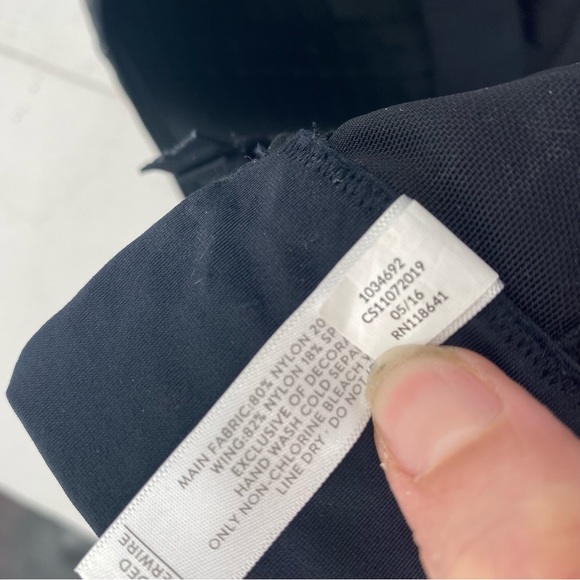 1034692
CS11072019
05/16
RN118641
MAIN FABRIC:80% NYLON 20
WING:82% NYLON 18% SP
EXCLUSIVE OF DECORA
HAND WASH COLD SEPA
ONLY NON-CHLORINE BLEACH W
LINE DRY · DO NOT